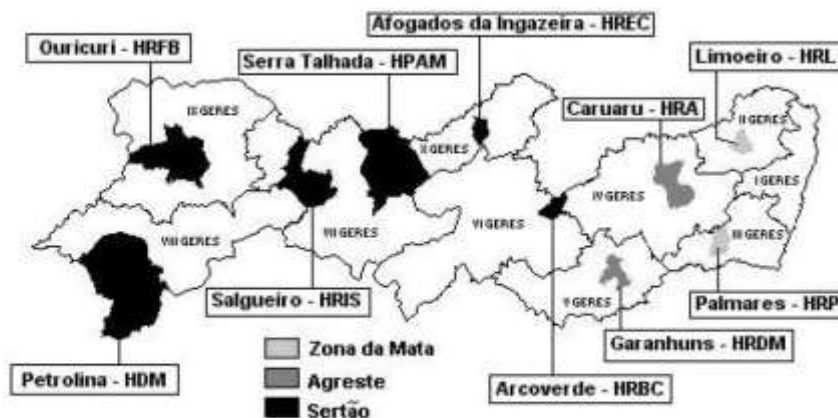 Afogados da Ingazeira - HREC
Ouricuri - HRFB
Serra Talhada - HPAM
Limoeiro - HRL
Caruaru - HRA
IX GERES
II GERES
X GERES
I GERES
IV GERES
VI GERES
VII GERES
VIII GERES
III GERES
V GERES
Salgueiro - HRIS
Palmares - HRP
Garanhuns - HRDM
Petrolina - HDM
Arcoverde - HRBC
Zona da Mata
Agreste
Sertão